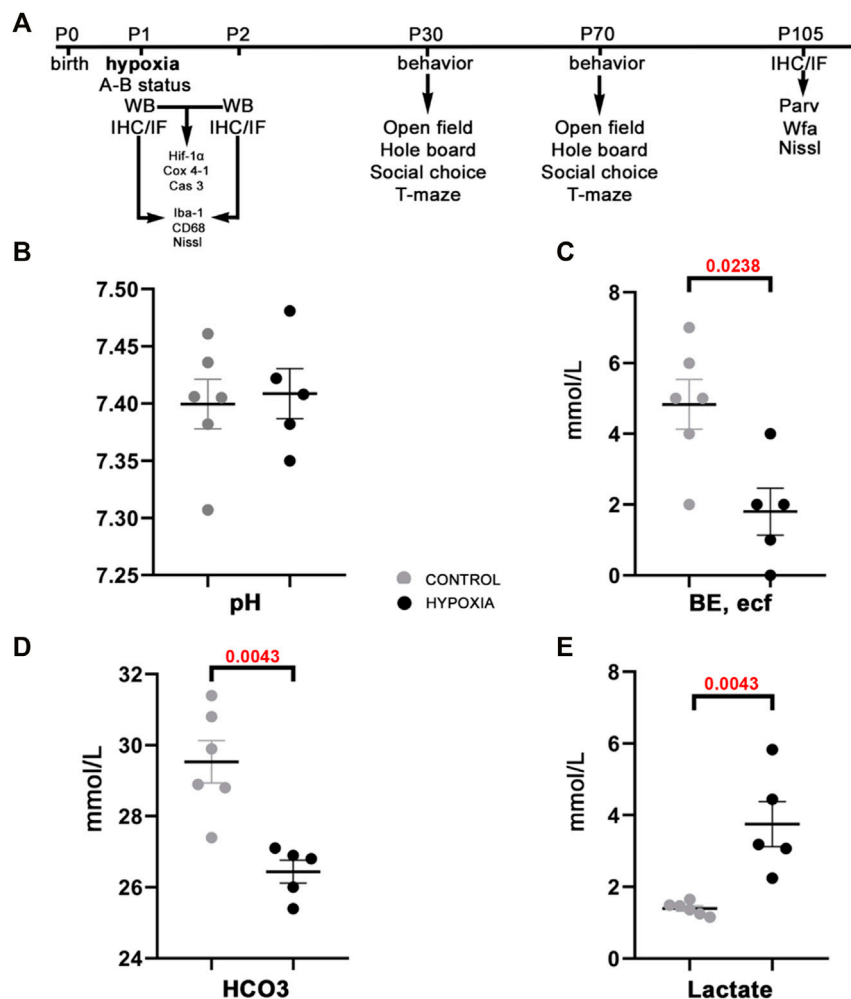 A
P0 P1 P2 P30 P70 P105
birth hypoxia behavior behavior IHC/IF
A-B status
WB WB
IHC/IF IHC/IF
Hif-1α
Cox 4-1
Cas 3
Iba-1
CD68
Nissl
Open field
Hole board
Social choice
T-maze
Open field
Hole board
Social choice
T-maze
Parv
Wfa
Nissl
B
7.50
7.45
7.40
7.35
7.30
7.25
pH
CONTROL
HYPOXIA
C
0.0238
mmol/L
8
6
4
2
0
BE, ecf
D
0.0043
mmol/L
32
30
28
26
24
HCO3
E
0.0043
mmol/L
8
6
4
2
0
Lactate